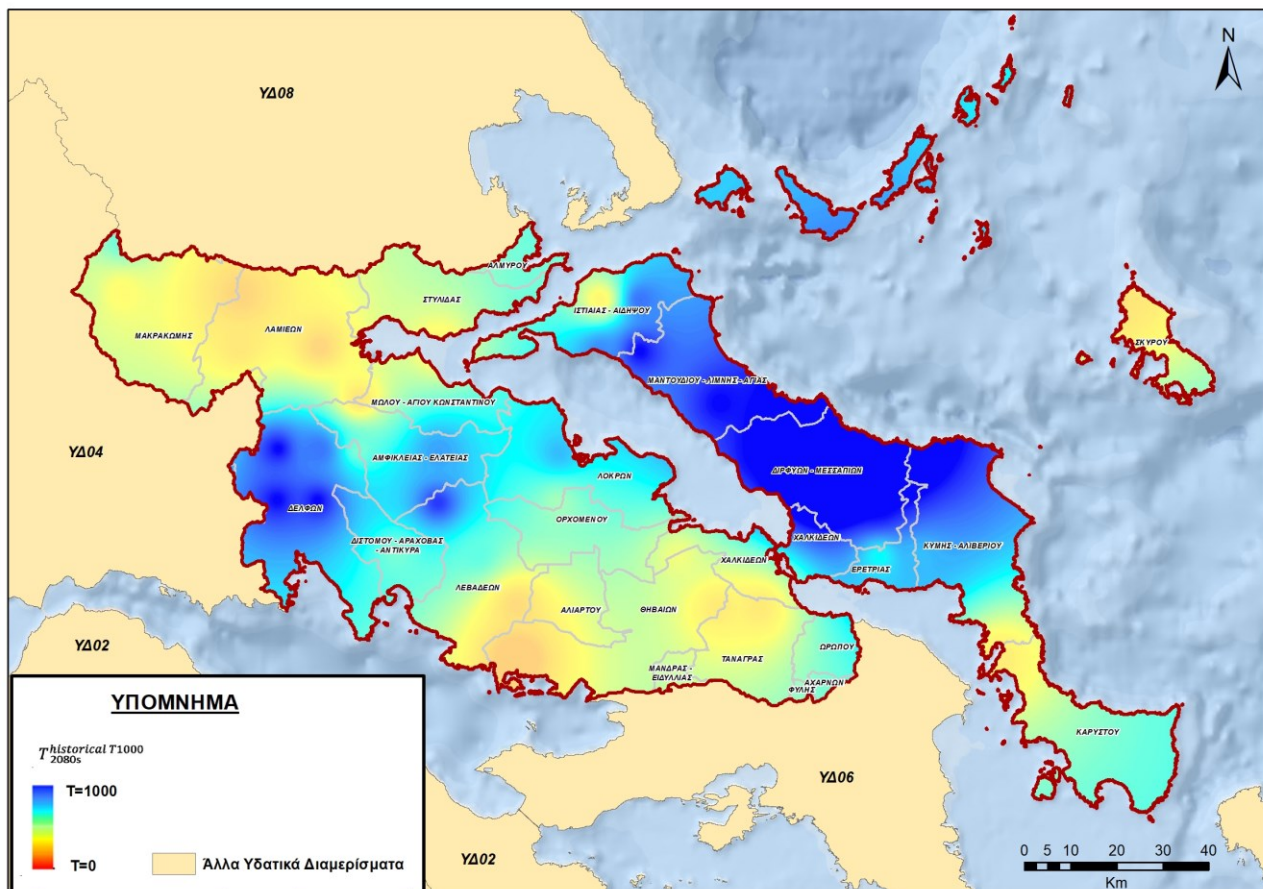 N
ΥΔ08
ΑΛΜΥΡΟΥ
ΣΤΥΛΙΔΑΣ
ΙΣΤΙΑΙΑΣ - ΑΙΔΗΨΟΥ
ΜΑΚΡΑΚΩΜΗΣ
ΛΑΜΙΕΩΝ
ΣΚΥΡΟΥ
ΜΑΝΤΟΥΔΙΟΥ - ΛΙΜΝΗΣ - ΑΓΙΑΣ
ΜΩΛΟΥ - ΑΓΙΟΥ ΚΩΝΣΤΑΝΤΙΝΟΥ
ΥΔ04
ΑΜΦΙΚΛΕΙΑΣ - ΕΛΑΤΕΙΑΣ
ΔΙΡΦΥΩΝ - ΜΕΣΣΑΠΙΩΝ
ΛΟΚΡΩΝ
ΔΕΛΦΩΝ
ΟΡΧΟΜΕΝΟΥ
ΔΙΣΤΟΜΟΥ - ΑΡΑΧΟΒΑΣ
- ΑΝΤΙΚΥΡΑ
ΧΑΛΚΙΔΕΩΝ
ΚΥΜΗΣ - ΑΛΙΒΕΡΙΟΥ
ΧΑΛΚΙΔΕΩΝ
ΕΡΕΤΡΙΑΣ
ΛΕΒΑΔΕΩΝ
ΑΛΙΑΡΤΟΥ
ΘΗΒΑΙΩΝ
ΥΔ02
ΩΡΩΠΟΥ
ΤΑΝΑΓΡΑΣ
ΜΑΝΔΡΑΣ -
ΕΙΔΥΛΛΙΑΣ
ΑΧΑΡΝΩΝ
ΦΥΛΗΣ
ΚΑΡΥΣΤΟΥ
ΥΠΟΜΝΗΜΑ
T historical T1000
2080s
T=1000
T=0
Άλλα Υδατικά Διαμερίσματα
ΥΔ06
ΥΔ02
0 5 10 20 30 40
Km